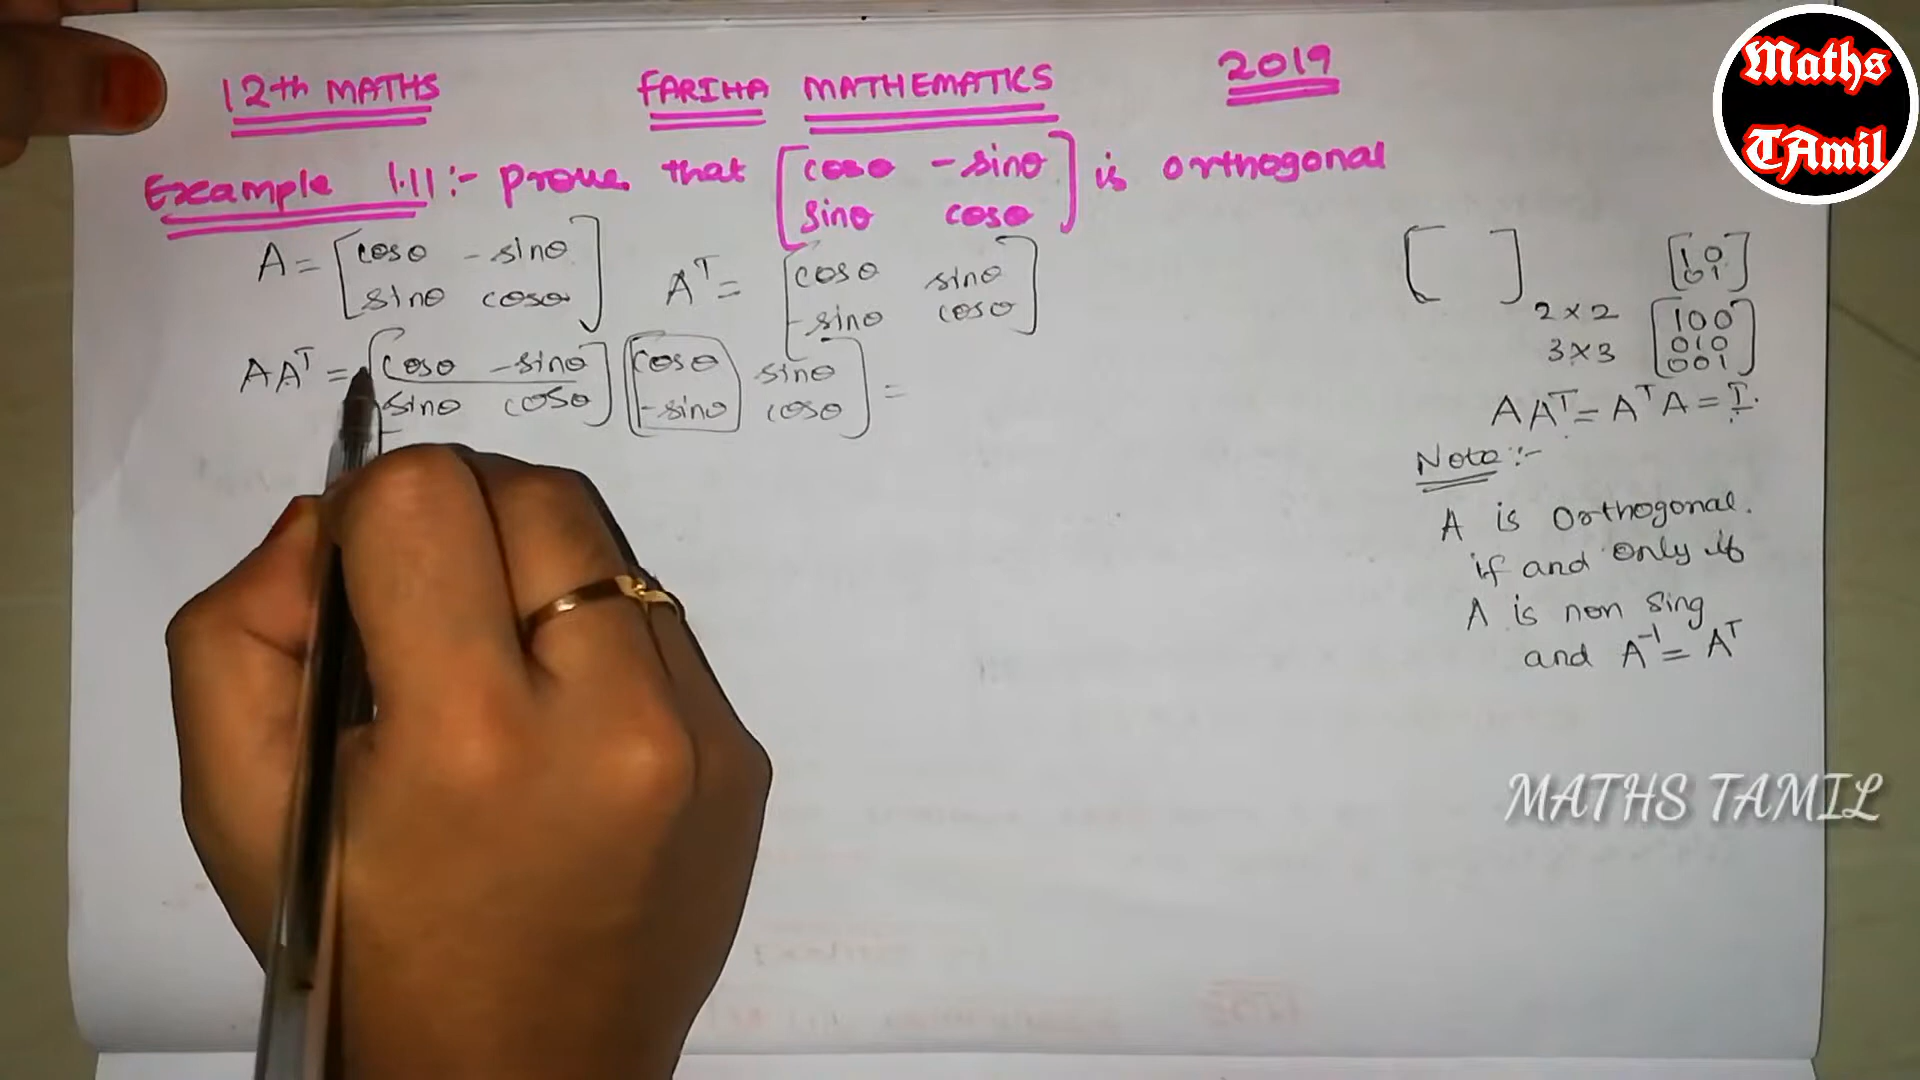 12th MATHS FARIHA MATHEMATICS 2019
Maths
TAmil
Example 1.11:- prove that [cosθ -sinθ] is orthogonal
[sinθ cosθ]
A = [cosθ -sinθ] A^T = [cosθ sinθ]
[sinθ cosθ] [-sinθ cosθ]
AA^T = [cosθ -sinθ] [cosθ sinθ] =
[sinθ cosθ] [-sinθ cosθ]
[ ] [1 0]
[0 1]
2×2 [1 0 0]
3×3 [0 1 0]
[0 0 1]
AA^T = A^T A = I.
Note:-
A is orthogonal.
if and only if
A is non sing
and A^-1 = A^T
MATHS TAMIL